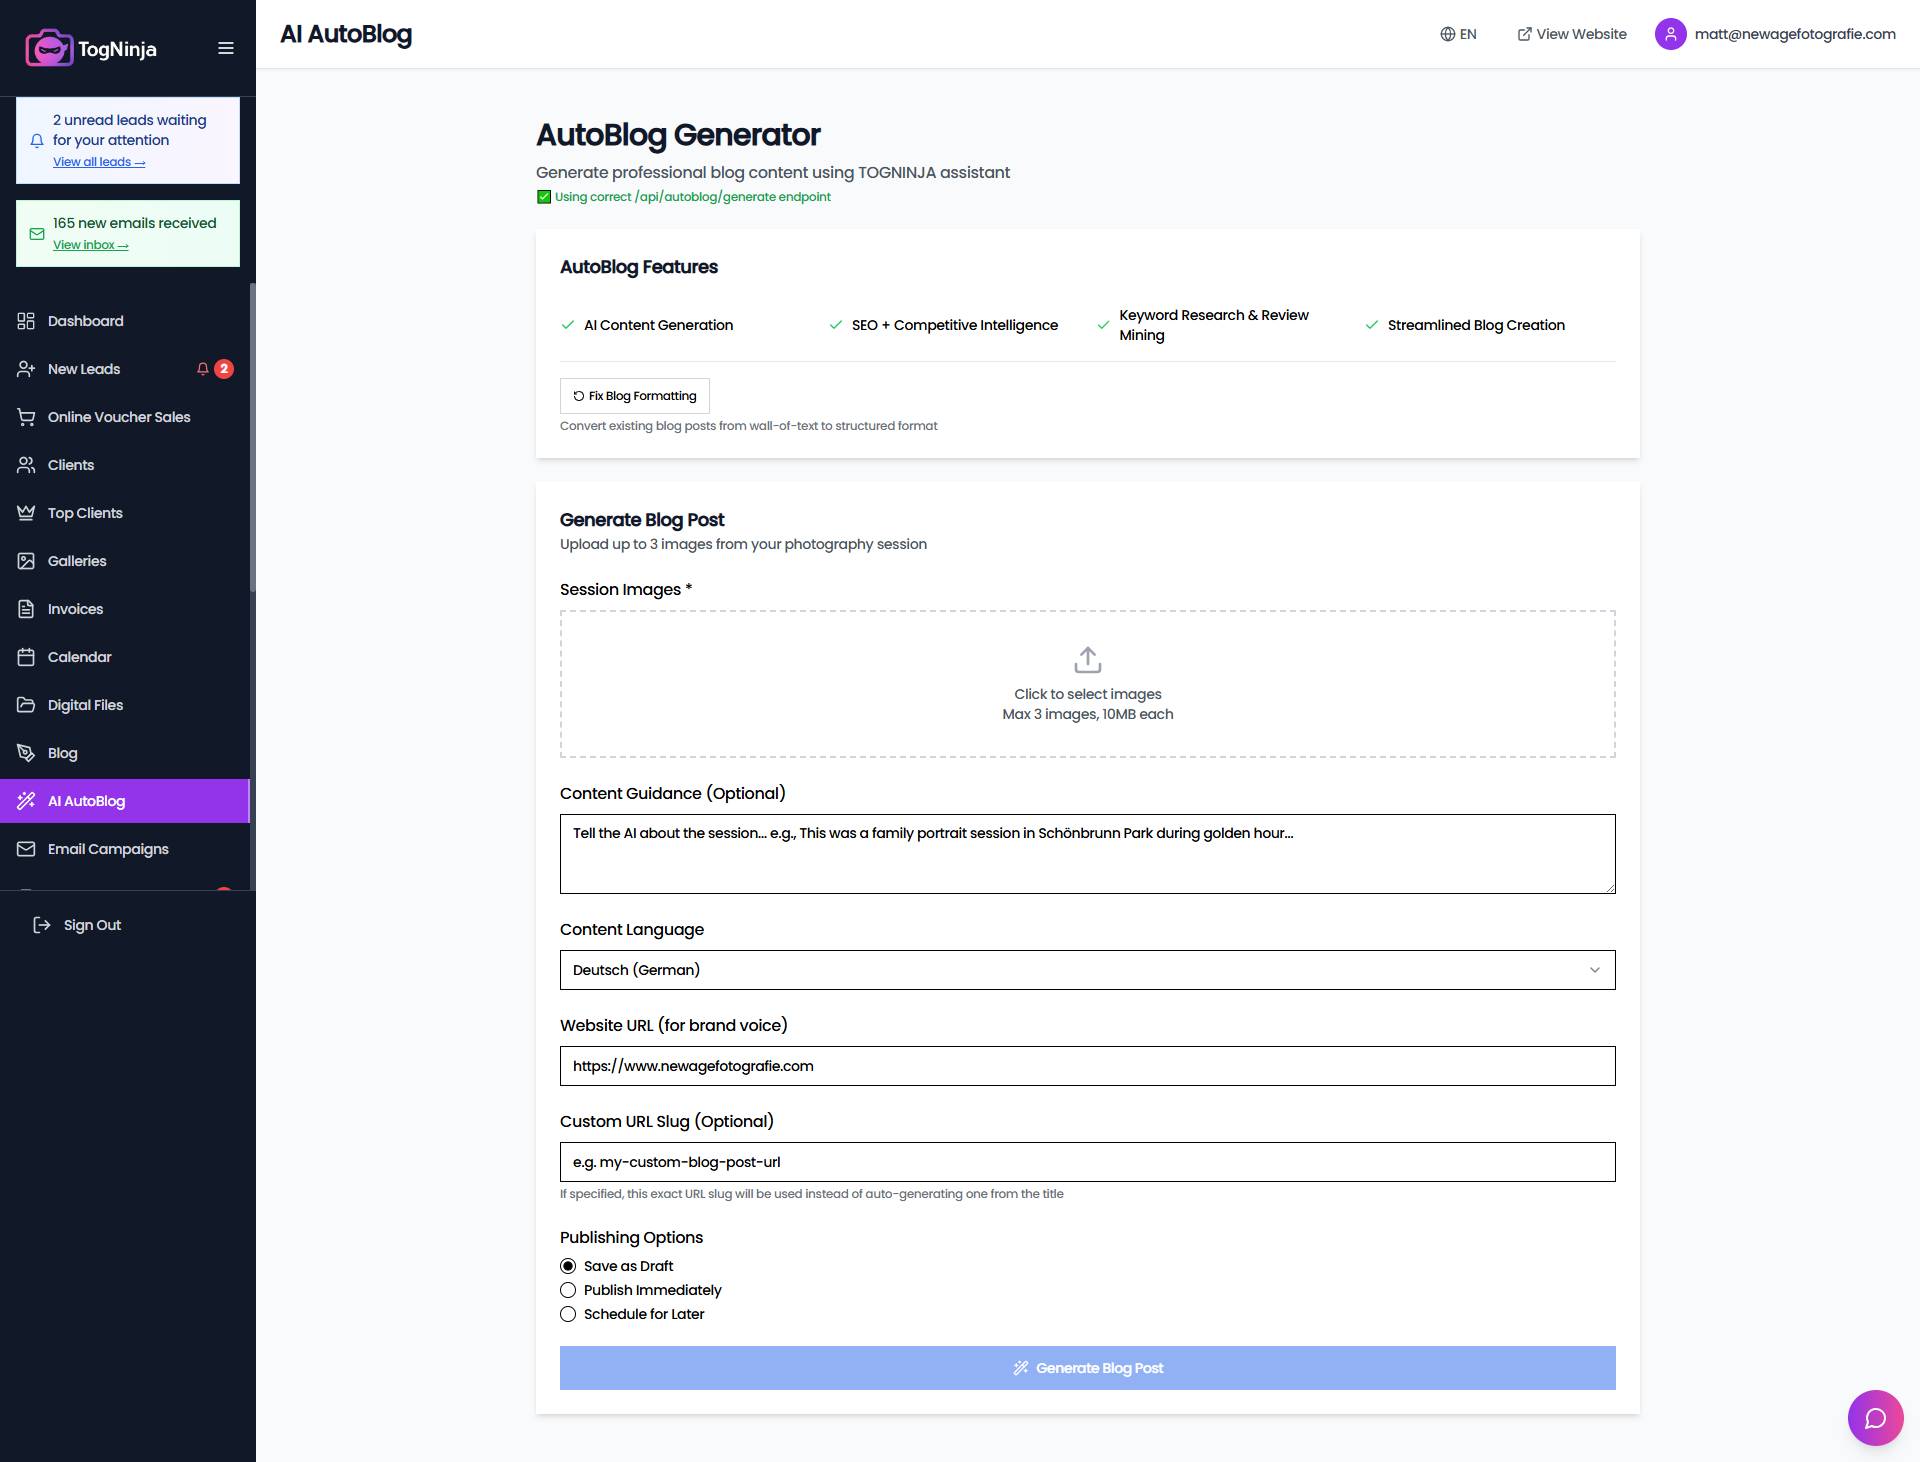 TogNinja
AI AutoBlog
EN
View Website
matt@newagefotografie.com
2 unread leads waiting
for your attention
View all leads →
165 new emails received
View inbox →
Dashboard
New Leads
2
Online Voucher Sales
Clients
Top Clients
Galleries
Invoices
Calendar
Digital Files
Blog
AI AutoBlog
Email Campaigns
Sign Out
AutoBlog Generator
Generate professional blog content using TOGNINJA assistant
✅ Using correct /api/autoblog/generate endpoint
AutoBlog Features
AI Content Generation
SEO + Competitive Intelligence
Keyword Research & Review
Mining
Streamlined Blog Creation
Fix Blog Formatting
Convert existing blog posts from wall-of-text to structured format
Generate Blog Post
Upload up to 3 images from your photography session
Session Images *
Click to select images
Max 3 images, 10MB each
Content Guidance (Optional)
Tell the AI about the session... e.g., This was a family portrait session in Schönbrunn Park during golden hour...
Content Language
Deutsch (German)
Website URL (for brand voice)
https://www.newagefotografie.com
Custom URL Slug (Optional)
e.g. my-custom-blog-post-url
If specified, this exact URL slug will be used instead of auto-generating one from the title
Publishing Options
Save as Draft
Publish Immediately
Schedule for Later
Generate Blog Post